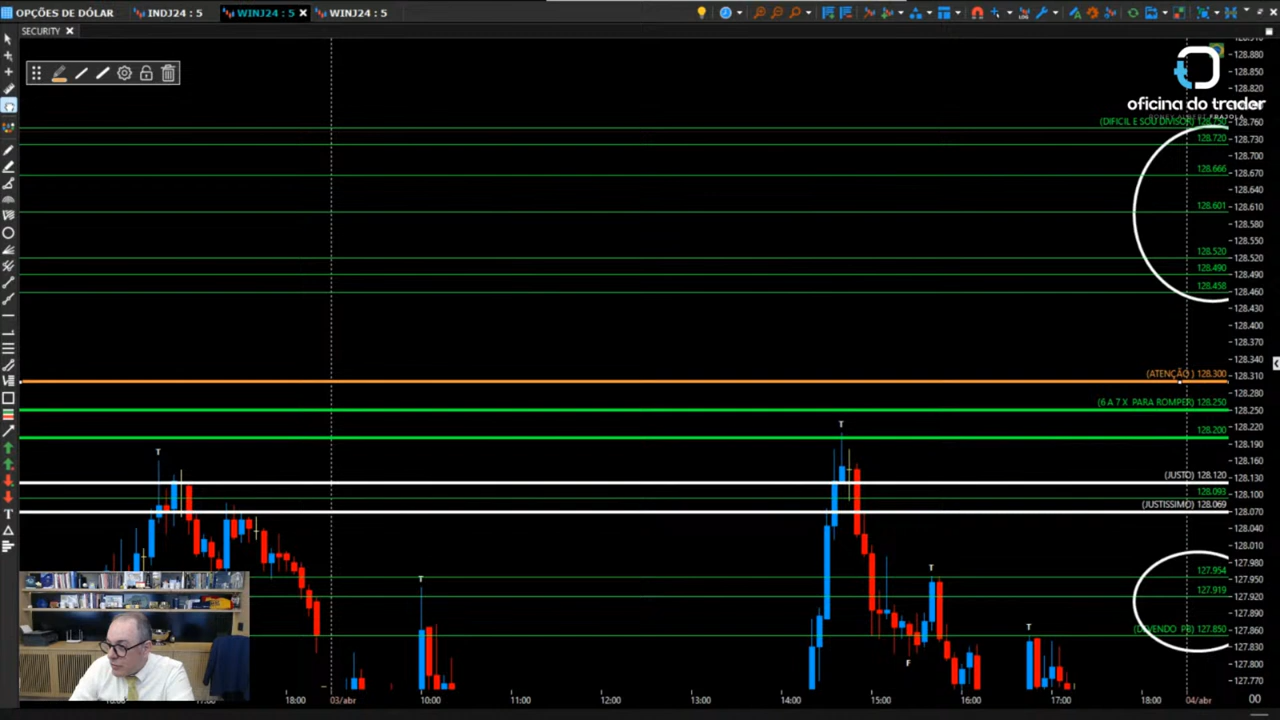 OPÇÕES DE DÓLAR
INDJ24 : 5
WINJ24 : 5
WINJ24 : 5
SECURITY
oficina do trader
(DIFICIL E SOU DIVISOR) 128.750
128.720
128.666
128.601
128.520
128.490
128.458
(ATENÇÃO ) 128.300
(6 A 7 X PARA ROMPER) 128.250
128.200
(JUSTO) 128.120
128.093
(JUSTISSIMO) 128.069
127.954
127.919
(DEVENDO PB) 127.850
T
T
T
T
F
T
128.880
128.850
128.820
128.760
128.730
128.700
128.670
128.640
128.610
128.580
128.550
128.520
128.490
128.460
128.430
128.400
128.370
128.340
128.310
128.280
128.250
128.220
128.190
128.160
128.130
128.100
128.070
128.040
128.010
127.980
127.950
127.920
127.890
127.860
127.830
127.800
127.770
18:00
03/abr
10:00
11:00
12:00
13:00
14:00
15:00
16:00
17:00
18:00
04/abr
00